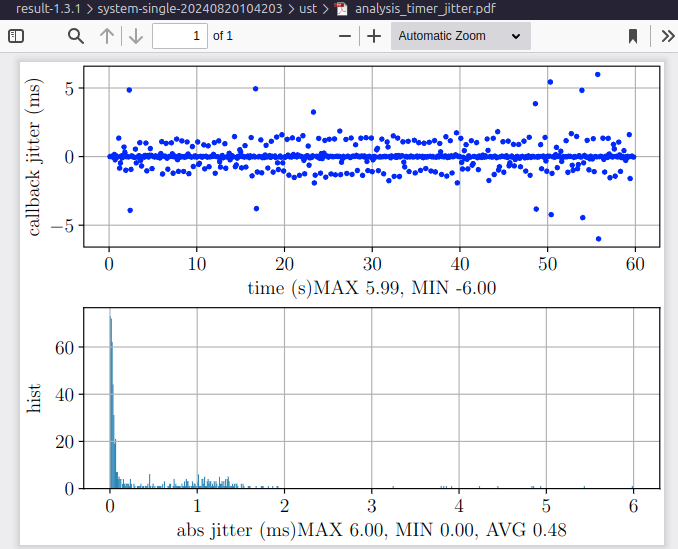 result-1.3.1 > system-single-20240820104203 > ust > analysis_timer_jitter.pdf
1 of 1 Automatic Zoom
callback jitter (ms)
5
0
−5
0 10 20 30 40 50 60
time (s)MAX 5.99, MIN -6.00
hist
60
40
20
0
0 1 2 3 4 5 6
abs jitter (ms)MAX 6.00, MIN 0.00, AVG 0.48